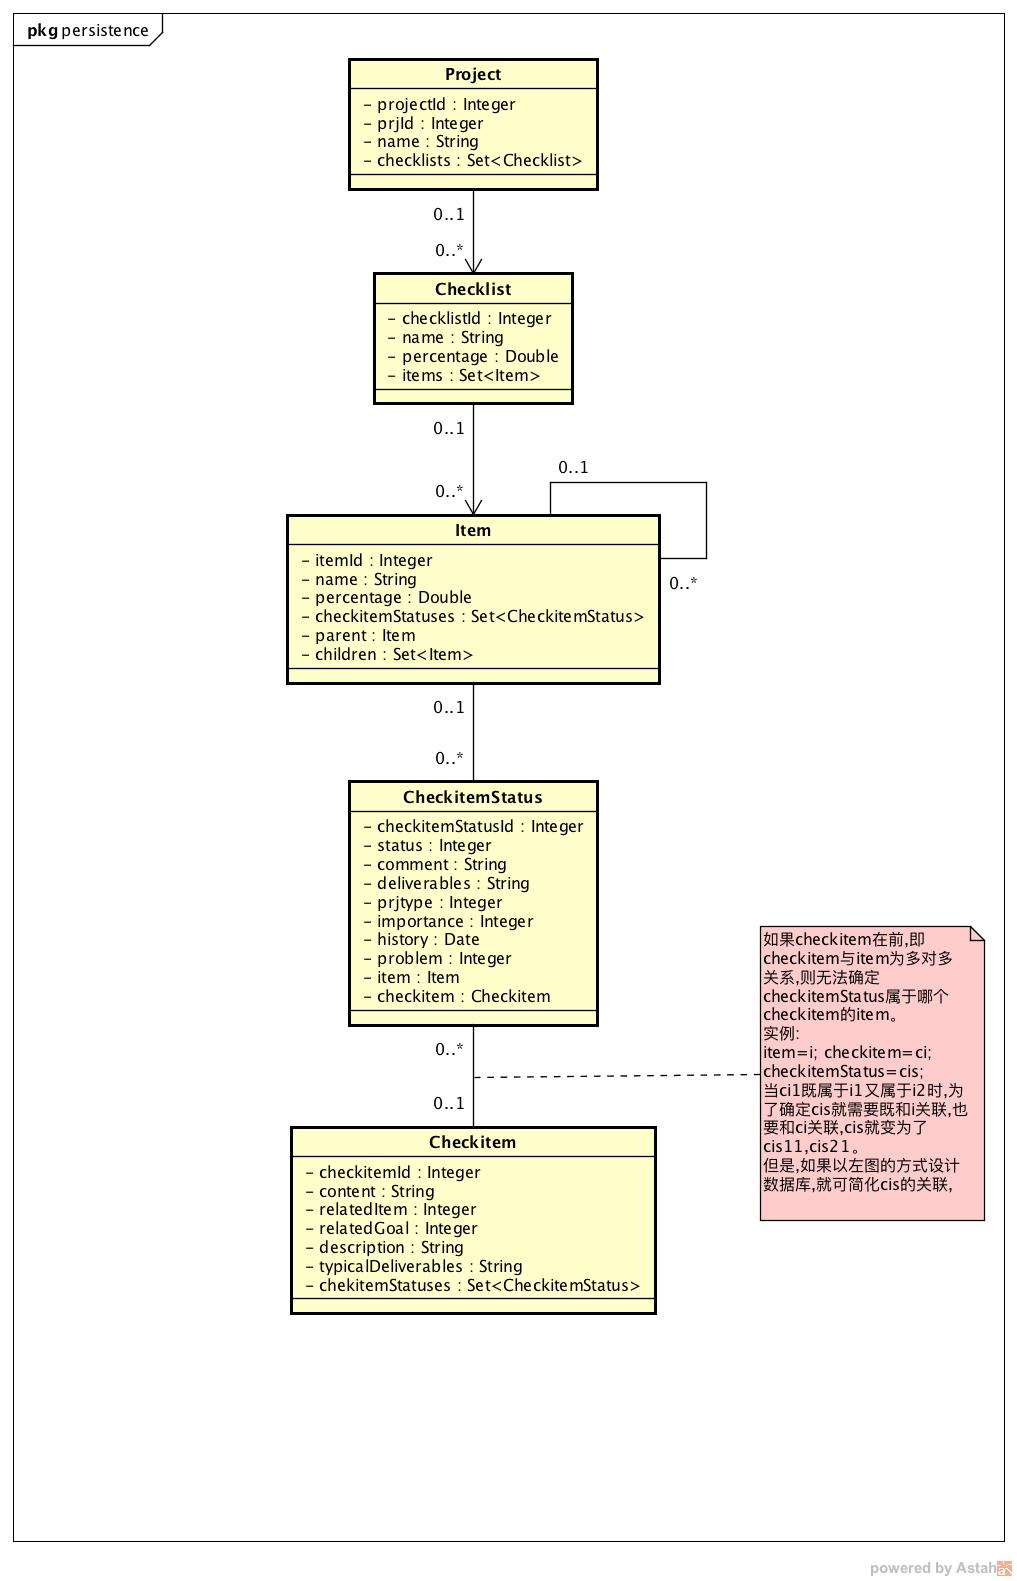 pkg persistence
Project
- projectId : Integer
- prjId : Integer
- name : String
- checklists : Set<Checklist>
0..1
0..*
Checklist
- checklistId : Integer
- name : String
- percentage : Double
- items : Set<Item>
0..1
0..*
0..1
Item
- itemId : Integer
- name : String
- percentage : Double
- checkitemStatuses : Set<CheckitemStatus>
- parent : Item
- children : Set<Item>
0..*
0..1
0..*
CheckitemStatus
- checkitemStatusId : Integer
- status : Integer
- comment : String
- deliverables : String
- prjtype : Integer
- importance : Integer
- history : Date
- problem : Integer
- item : Item
- checkitem : Checkitem
0..*
0..1
如果checkitem在前,即
checkitem与item为多对多
关系,则无法确定
checkitemStatus属于哪个
checkitem的item。
实例:
item=i; checkitem=ci;
checkitemStatus=cis;
当ci1既属于i1又属于i2时,为
了确定cis就需要既和i关联,也
要和ci关联,cis就变为了
cis11,cis21。
但是,如果以左图的方式设计
数据库,就可简化cis的关联,
Checkitem
- checkitemId : Integer
- content : String
- relatedItem : Integer
- relatedGoal : Integer
- description : String
- typicalDeliverables : String
- chekitemStatuses : Set<CheckitemStatus>
powered by Astah